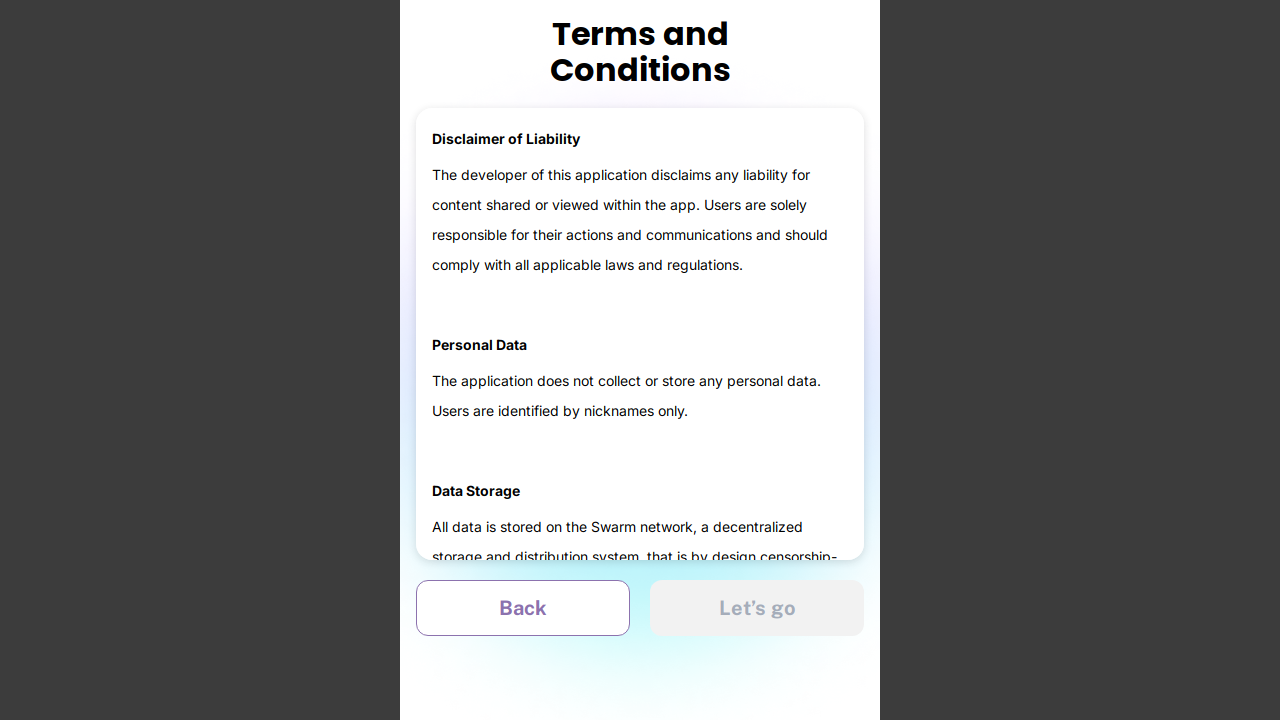 Terms and
Conditions
Disclaimer of Liability
The developer of this application disclaims any liability for
content shared or viewed within the app. Users are solely
responsible for their actions and communications and should
comply with all applicable laws and regulations.
Personal Data
The application does not collect or store any personal data.
Users are identified by nicknames only.
Data Storage
All data is stored on the Swarm network, a decentralized
storage and distribution system, that is by design censorship-
Back
Let’s go